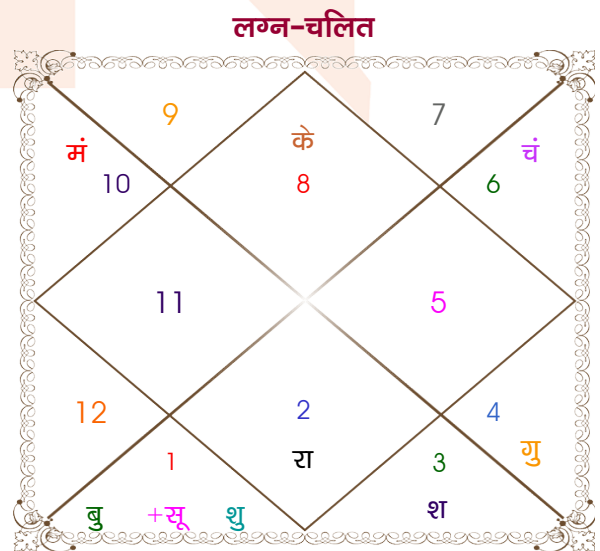 लग्न-चलित
9 7
के
मं चं
10 8 6
11 5
12 2 4
गु
1 रा 3
बु +सू शु श